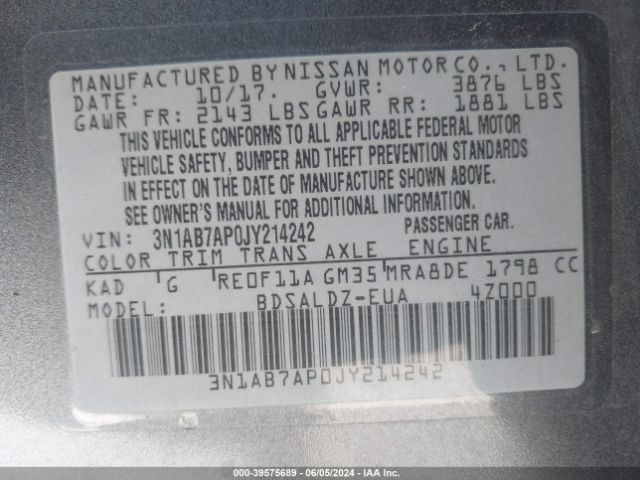 MANUFACTURED BY NISSAN MOTOR CO., LTD.
DATE: 10/17. GVWR: 3876 LBS
GAWR FR: 2143 LBS GAWR RR: 1881 LBS
THIS VEHICLE CONFORMS TO ALL APPLICABLE FEDERAL MOTOR
VEHICLE SAFETY, BUMPER AND THEFT PREVENTION STANDARDS
IN EFFECT ON THE DATE OF MANUFACTURE SHOWN ABOVE.
SEE OWNER'S MANUAL FOR ADDITIONAL INFORMATION.
VIN: 3N1AB7AP0JY214242 PASSENGER CAR.
COLOR TRIM TRANS AXLE ENGINE
KAD G RE0F11A GM35 MRA8DE 1798 CC
MODEL: BDSALDZ-EUA 4Z000
3N1AB7AP0JY214242
000-39575689 - 06/05/2024 - IAA Inc.